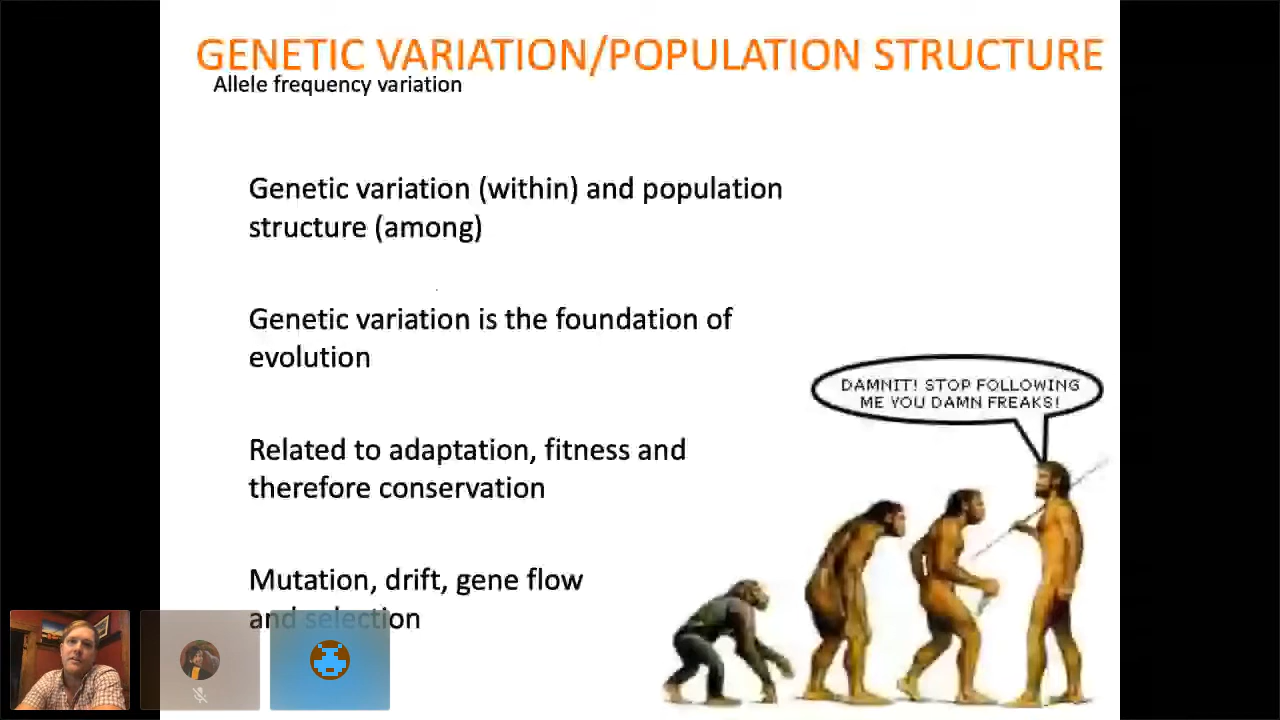 GENETIC VARIATION/POPULATION STRUCTURE
Allele frequency variation
Genetic variation (within) and population
structure (among)
Genetic variation is the foundation of
evolution
Related to adaptation, fitness and
therefore conservation
Mutation, drift, gene flow
and selection
DAMNIT! STOP FOLLOWING
ME YOU DAMN FREAKS!